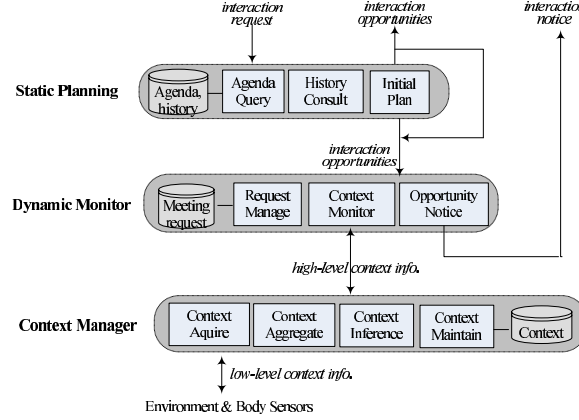 interaction
request
interaction
opportunities
interaction
notice
Static Planning
Agenda,
history
Agenda
Query
History
Consult
Initial
Plan
interaction
opportunities
Dynamic Monitor
Meeting
request
Request
Manage
Context
Monitor
Opportunity
Notice
high-level context info.
Context Manager
Context
Aquire
Context
Aggregate
Context
Inference
Context
Maintain
Context
low-level context info.
Environment & Body Sensors